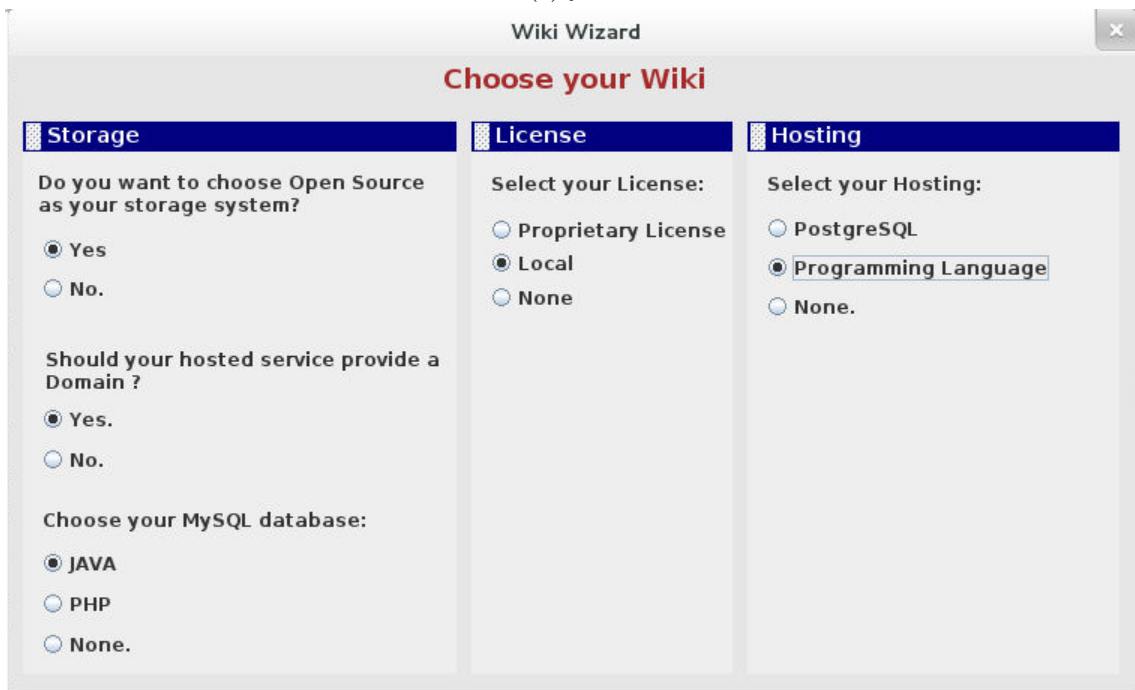 Wiki Wizard
Choose your Wiki
Storage
Do you want to choose Open Source
as your storage system?
Yes
No.
Should your hosted service provide a
Domain ?
Yes.
No.
Choose your MySQL database:
JAVA
PHP
None.
License
Select your License:
Proprietary License
Local
None
Hosting
Select your Hosting:
PostgreSQL
Programming Language
None.